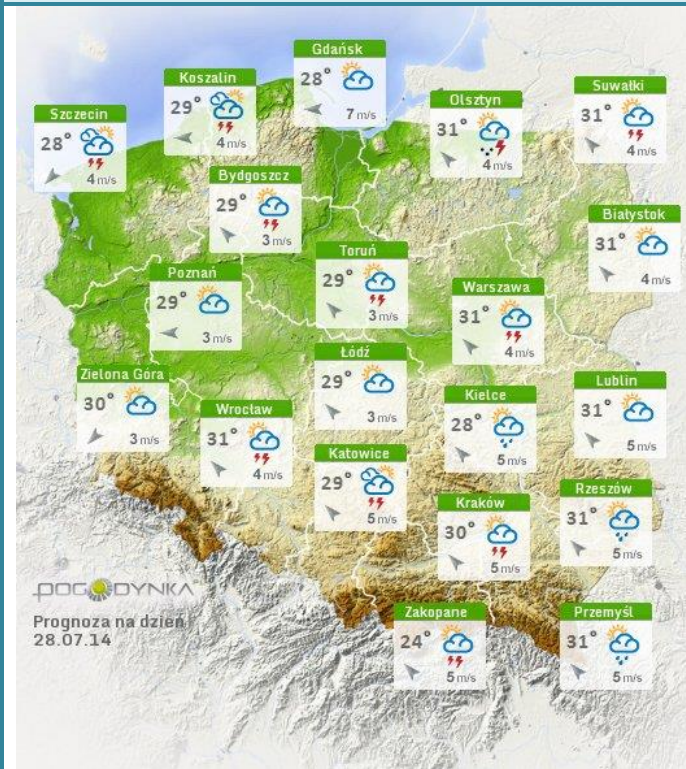 Gdańsk
28°
7 m/s
Koszalin
29°
4 m/s
Szczecin
28°
4 m/s
Olsztyn
31°
4 m/s
Suwałki
31°
4 m/s
Bydgoszcz
29°
3 m/s
Białystok
31°
4 m/s
Toruń
29°
3 m/s
Poznań
29°
3 m/s
Warszawa
31°
4 m/s
Łódź
29°
3 m/s
Zielona Góra
30°
3 m/s
Wrocław
31°
4 m/s
Kielce
28°
5 m/s
Lublin
31°
5 m/s
Katowice
29°
5 m/s
Kraków
30°
5 m/s
Rzeszów
31°
5 m/s
POGODYNKA
Prognoza na dzień
28.07.14
Zakopane
24°
5 m/s
Przemyśl
31°
5 m/s